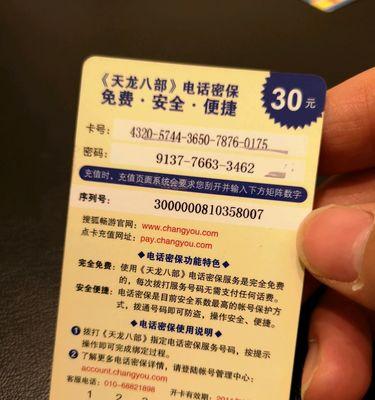 《天龙八部》电话密保
免费·安全·便捷
30元
卡号: 4320-5744-3650-7876-0175
密码: 9137-7663-3462
充值时,充值页面系统会要求您刮开并输入下方矩阵数字
序列号: 3000000810358007
搜狐畅游官网: www.changyou.com
点卡充值网址: pay.changyou.com
◆电话密保功能特色◆
完全免费: 使用《天龙八部》电话密保服务是完全免费
的,每次拨打服务号码无需支付任何话费。
安全便捷: 电话密保是目前安全系数最高的帐号保护方
式,拨通号码即可防盗,操作安全、便捷。
◆电话密保使用说明◆
1 拨打《天龙八部》指定电话密保服务号码,按提示
操作即可完成绑定过程。
2 了解更多电话密保详情,请登陆帐号管理中心:
account.changyou.com
客服电话: 010-68821898
开卡有效期:
1 2 3